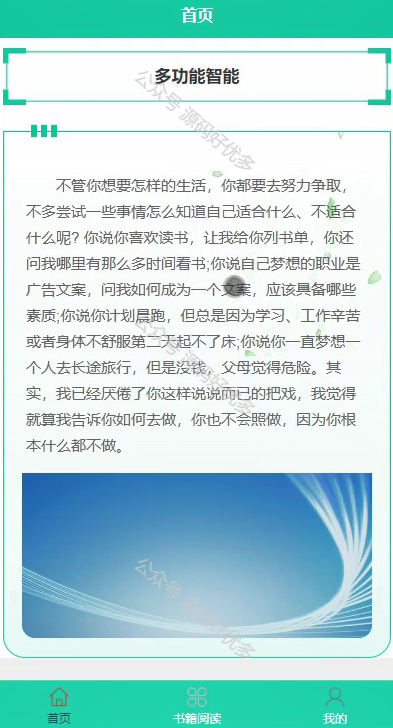 首页
多功能智能
公众号 源码好优多
不管你想要怎样的生活，你都要去努力争取，
不多尝试一些事情怎么知道自己适合什么、不适合
什么呢? 你说你喜欢读书，让我给你列书单，你还
问我哪里有那么多时间看书;你说自己梦想的职业是
广告文案，问我如何成为一个文案，应该具备哪些
素质;你说你计划晨跑，但总是因为学习、工作辛苦
或者身体不舒服第二天起不了床;你说你一直梦想一
个人去长途旅行，但是没钱，父母觉得危险。其
实，我已经厌倦了你这样说说而已的把戏，我觉得
就算我告诉你如何去做，你也不会照做，因为你根
本什么都不做。
公众号 源码好优多
公众号 源码好优多
首页
书籍阅读
我的